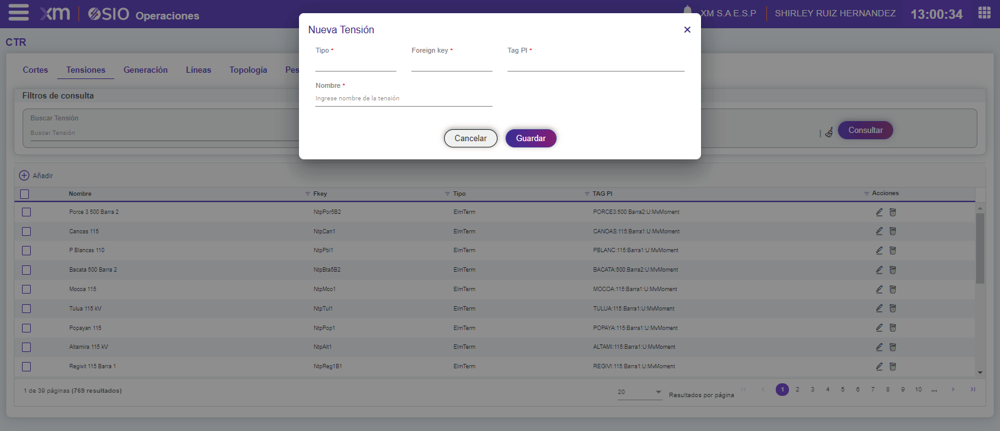 xm SIO Operaciones XM S.A E.S.P SHIRLEY RUIZ HERNANDEZ 13:00:34
CTR
Nueva Tensión
Tipo * Foreign key * Tag PI *
Nombre *
Ingrese nombre de la tensión
Cancelar Guardar
Cortes Tensiones Generación Lineas Topología Pes
Filtros de consulta
Buscar Tensión
Buscar Tensión
Consultar
Añadir
Nombre Fkey Tipo TAG PI Acciones
Porce 3 500 Barra 2 NtpPor5B2 ElmTerm PORCE3:500:Barra2:U:MvMoment
Canoas 115 NtpCan1 ElmTerm CANOAS:115:Barra1:U:MvMoment
P Blancas 110 NtpPbl1 ElmTerm PBLANC:115:Barra1:U:MvMoment
Bacata 500 Barra 2 NtpBta5B2 ElmTerm BACATA:500:Barra2:U:MvMoment
Mocoa 115 NtpMco1 ElmTerm MOCOA:115:Barra1:U:MvMoment
Tulua 115 kV NtpTul1 ElmTerm TULUA:115:Barra1:U:MvMoment
Popayan 115 NtpPop1 ElmTerm POPAYA:115:Barra1:U:MvMoment
Altamira 115 kV NtpAlt1 ElmTerm ALTAMI:115:Barra1:U:MvMoment
Regivit 115 Barra 1 NtpReg1B1 ElmTerm REGIVI:115:Barra1:U:MvMoment
1 de 39 páginas (769 resultados) 20 Resultados por página 1 2 3 4 5 6 7 8 9 10 ...